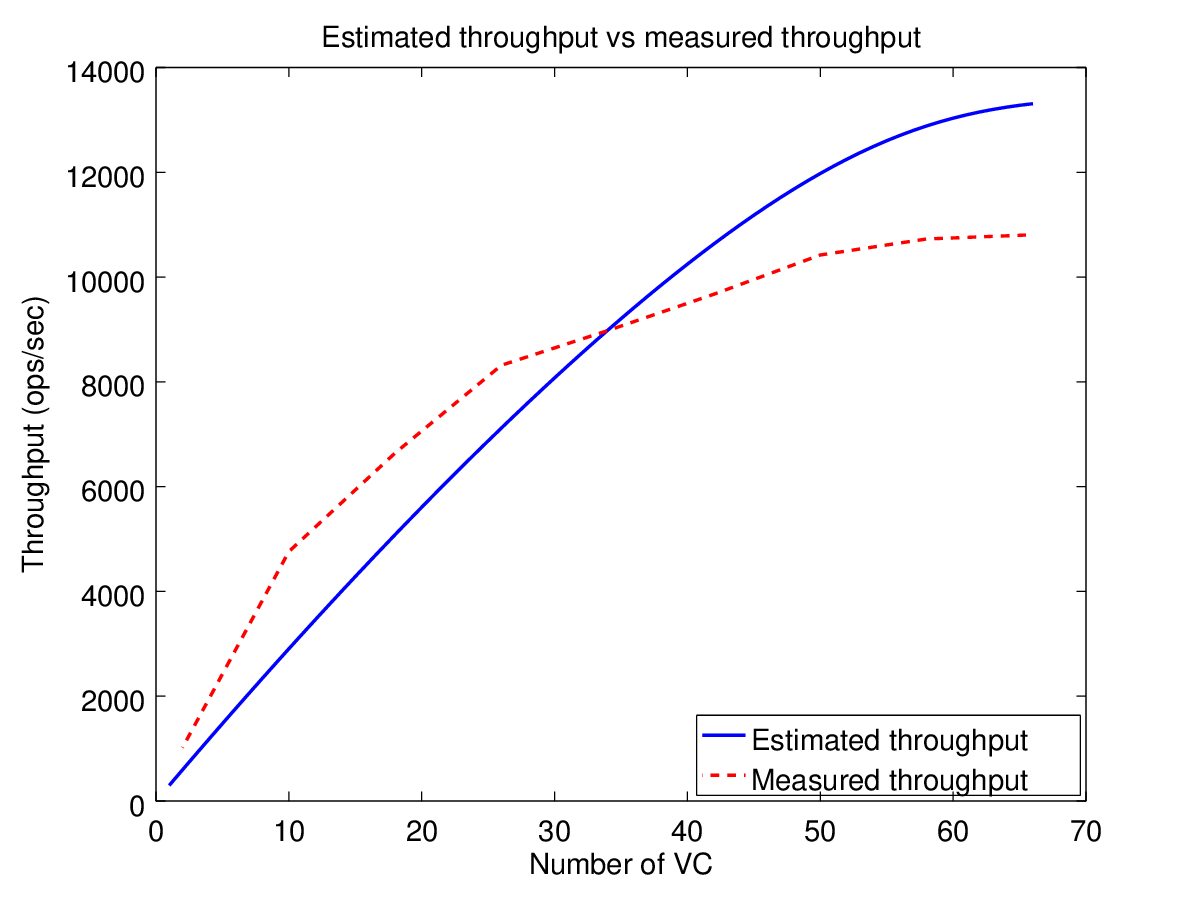 Estimated throughput vs measured throughput
14000
12000
10000
8000
6000
4000
2000
0
Throughput (ops/sec)
0 10 20 30 40 50 60 70
Number of VC
Estimated throughput
Measured throughput